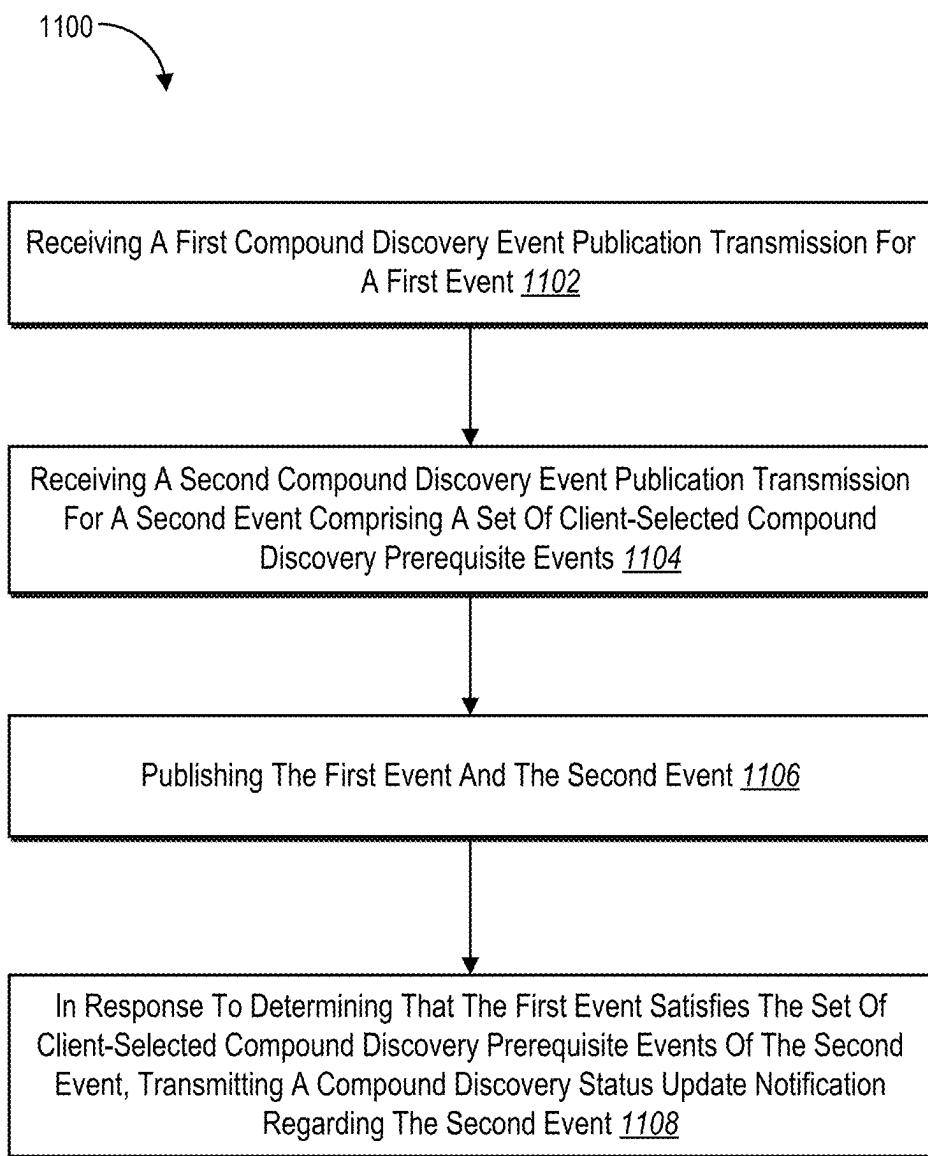 1100
Receiving A First Compound Discovery Event Publication Transmission For
A First Event 1102
Receiving A Second Compound Discovery Event Publication Transmission
For A Second Event Comprising A Set Of Client-Selected Compound
Discovery Prerequisite Events 1104
Publishing The First Event And The Second Event 1106
In Response To Determining That The First Event Satisfies The Set Of
Client-Selected Compound Discovery Prerequisite Events Of The Second
Event, Transmitting A Compound Discovery Status Update Notification
Regarding The Second Event 1108